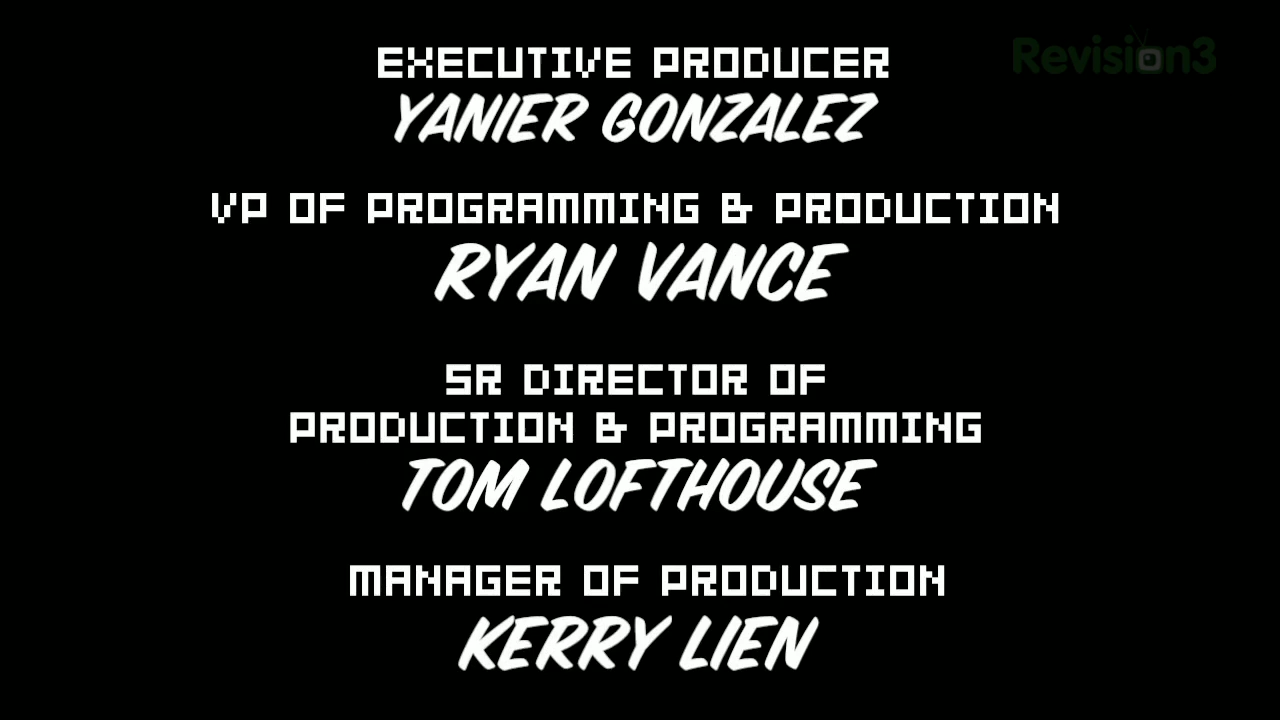 EXECUTIVE PRODUCER
Revision3
YANIER GONZALEZ
VP OF PROGRAMMING & PRODUCTION
RYAN VANCE
SR DIRECTOR OF
PRODUCTION & PROGRAMMING
TOM LOFTHOUSE
MANAGER OF PRODUCTION
KERRY LIEN